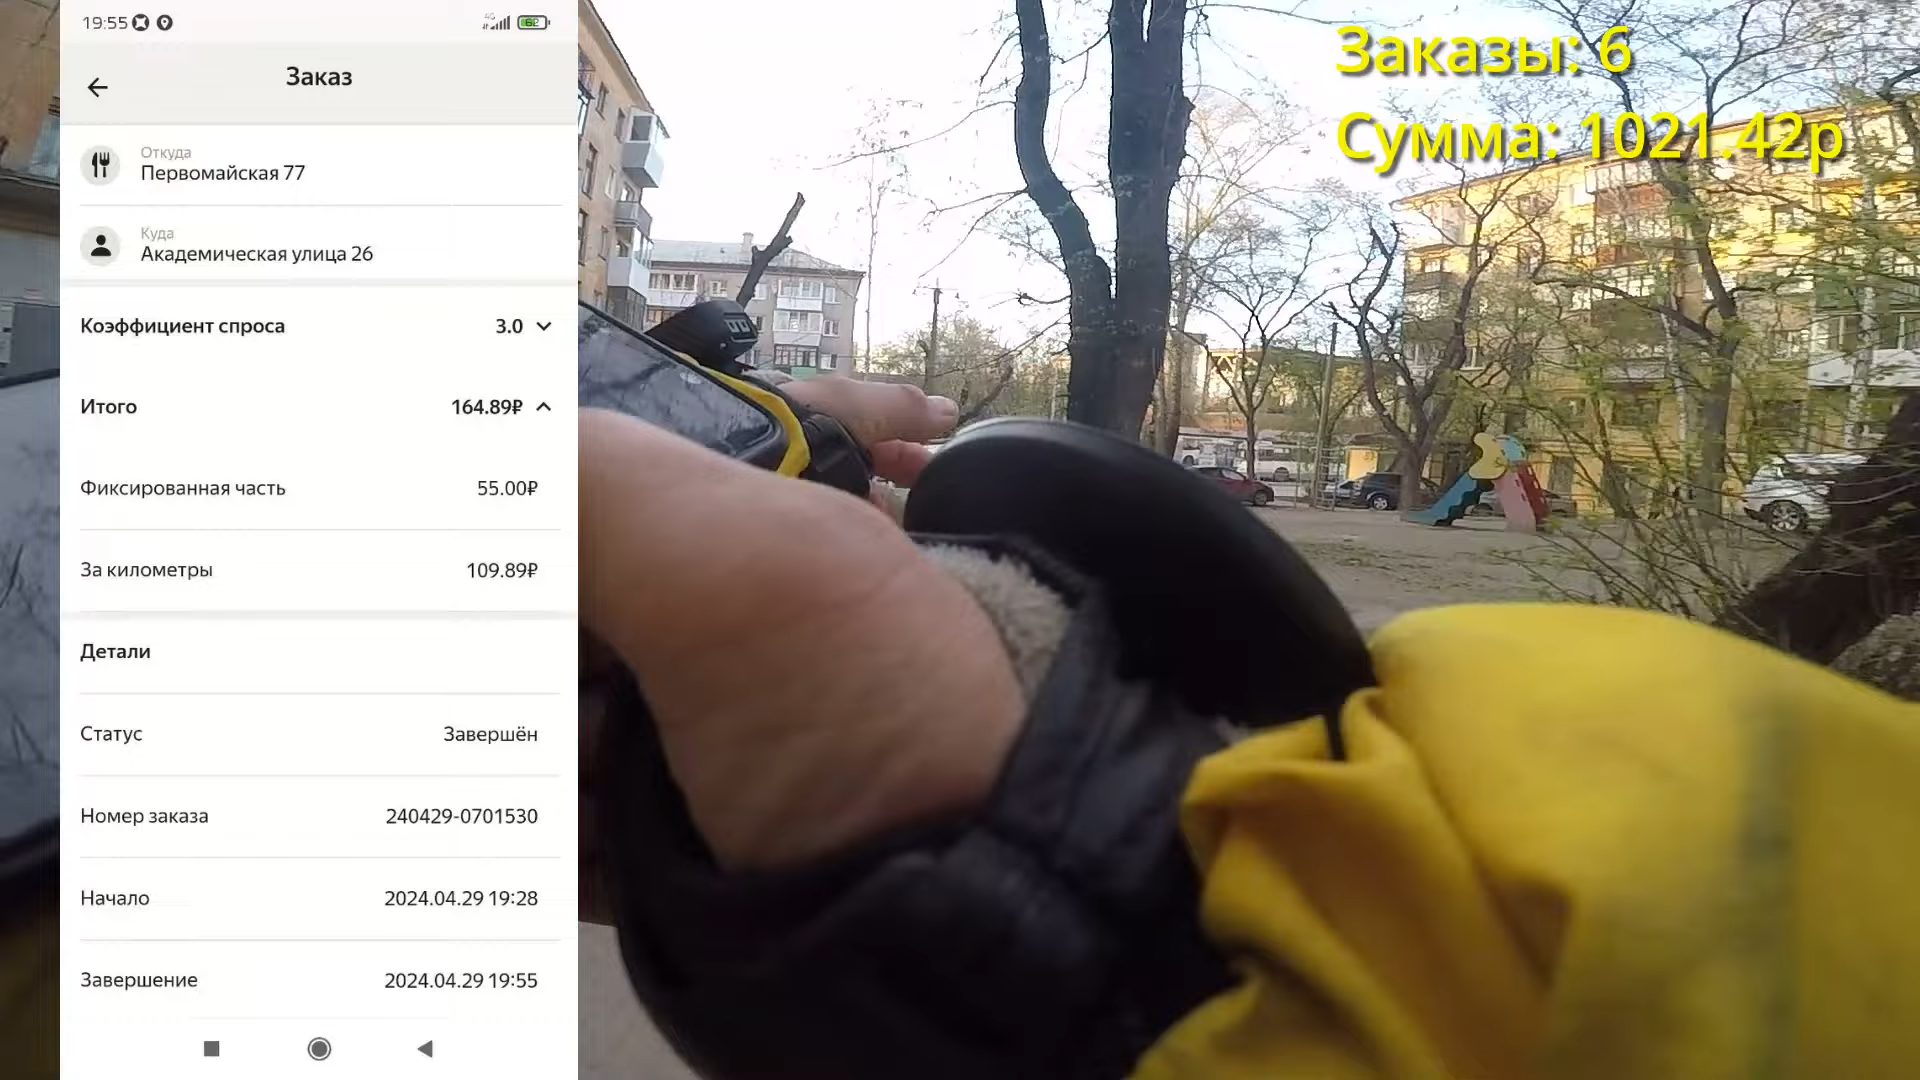 19:55
4G
62
Заказ
Откуда
Первомайская 77
Куда
Академическая улица 26
Коэффициент спроса 3.0
Итого 164.89₽
Фиксированная часть 55.00₽
За километры 109.89₽
Детали
Статус Завершён
Номер заказа 240429-0701530
Начало 2024.04.29 19:28
Завершение 2024.04.29 19:55
Заказы: 6
Сумма: 1021.42р